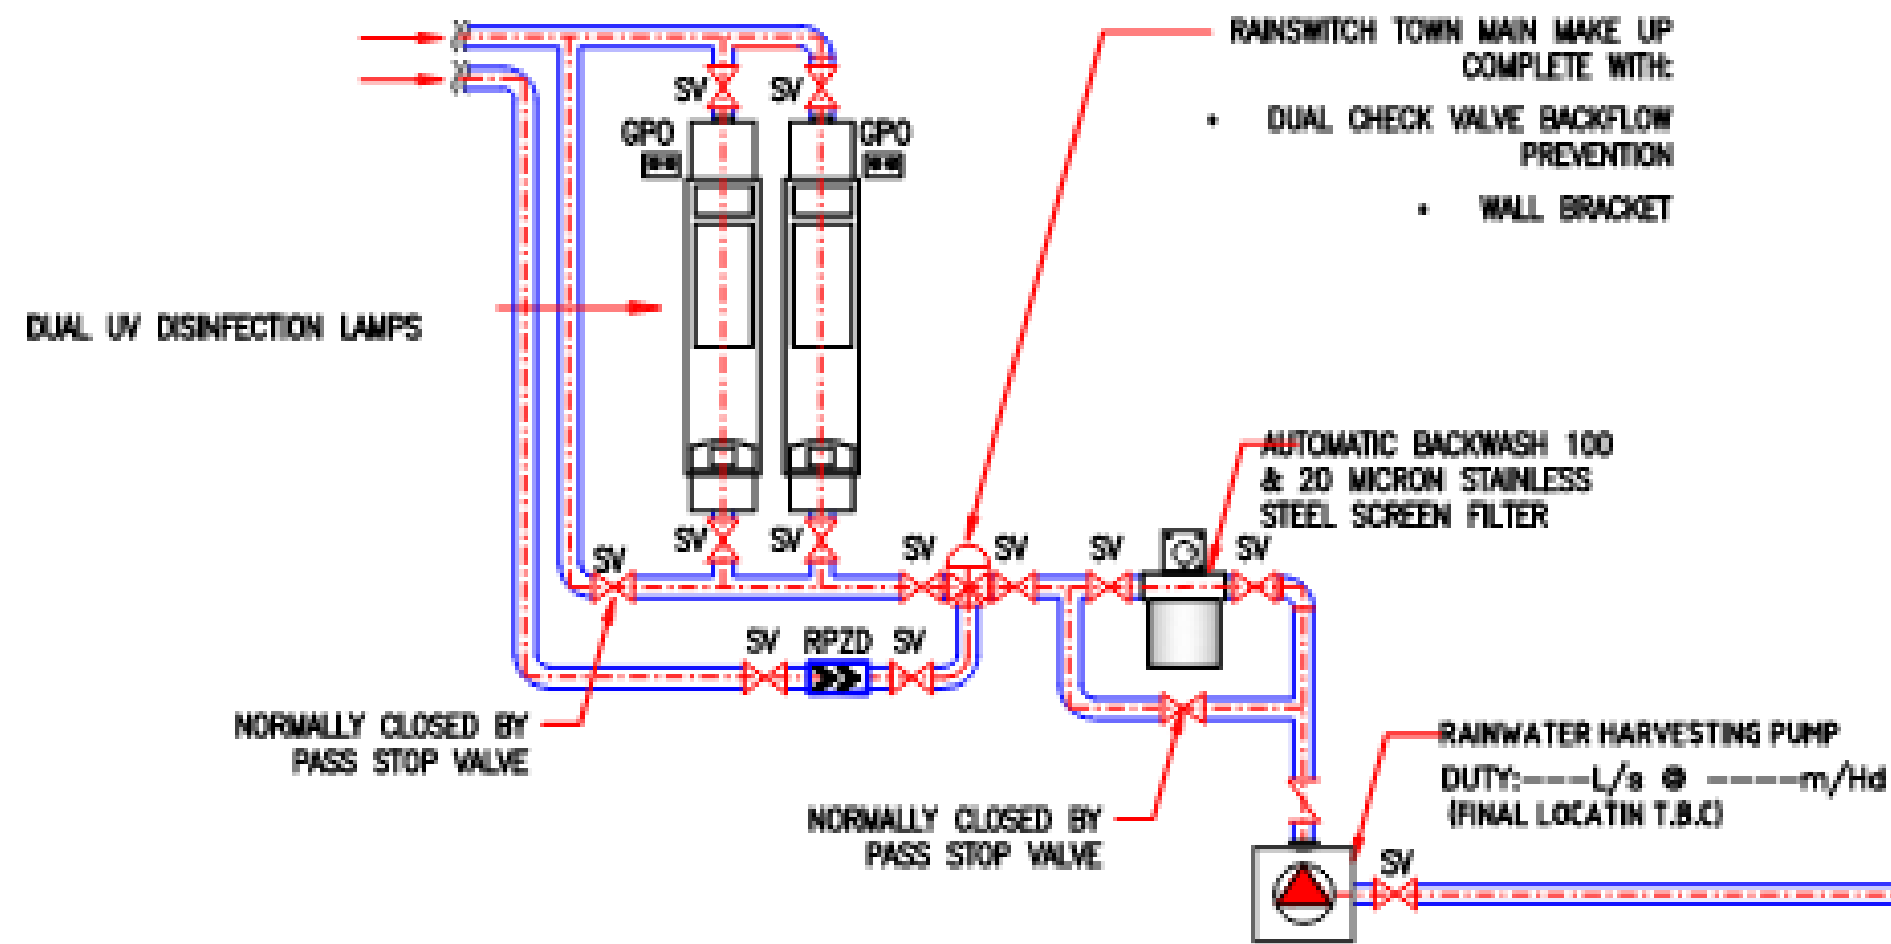 RAINSWITCH TOWN MAIN MAKE UP
COMPLETE WITH:
• DUAL CHECK VALVE BACKFLOW
PREVENTION
• WALL BRACKET
SV
SV
GPO
GPO
DUAL UV DISINFECTION LAMPS
AUTOMATIC BACKWASH 100
& 20 MICRON STAINLESS
STEEL SCREEN FILTER
SV
SV
SV
SV
SV
SV
SV
SV
RPZD
SV
NORMALLY CLOSED BY
PASS STOP VALVE
RAINWATER HARVESTING PUMP
DUTY:---L/s @ ----m/Hd
(FINAL LOCATIN T.B.C)
NORMALLY CLOSED BY
PASS STOP VALVE
SV